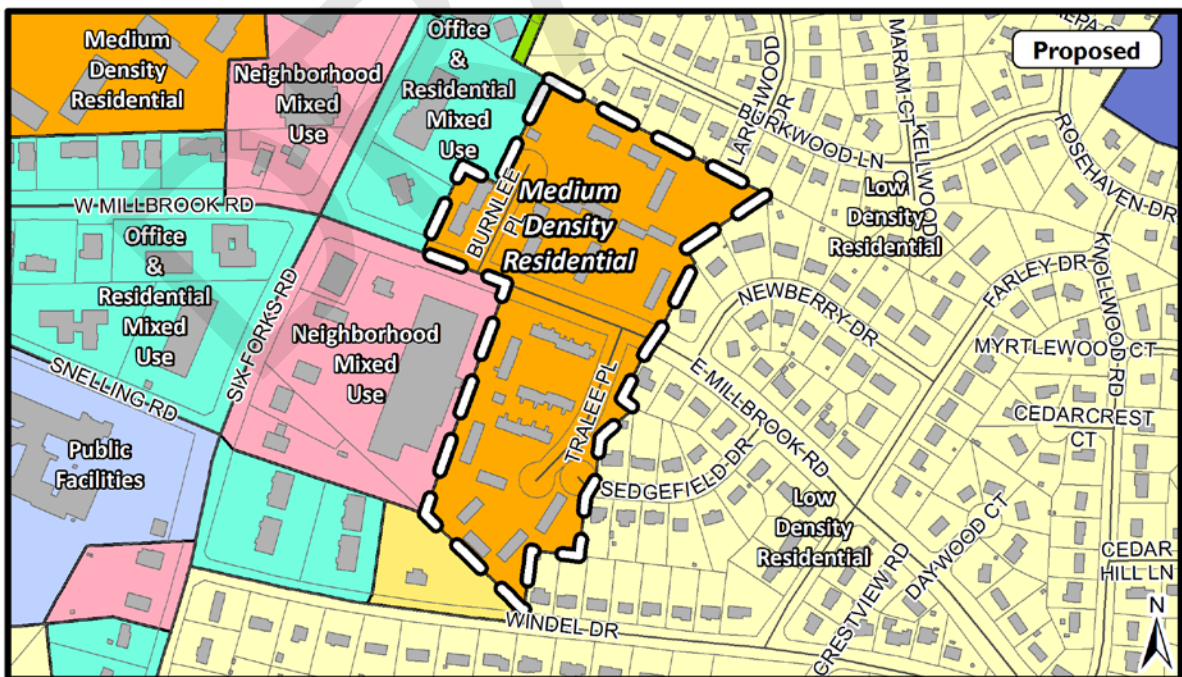 Proposed
Medium
Density
Residential
Neighborhood
Mixed
Use
Office
&
Residential
Mixed
Use
LARCHWOOD
DR
BURKWOOD LN
MARAM CT
KELLWOOD
CT
ROSEHAVEN DR
Low
Density
Residential
KNOLLWOOD RD
W MILLBROOK RD
Office
&
Residential
Mixed
Use
BURNLEE
PL
Medium
Density
Residential
SIX FORKS RD
Neighborhood
Mixed
Use
NEWBERRY DR
FARLEY DR
MYRTLEWOOD CT
E MILLBROOK RD
CEDARCREST
CT
SNELLING RD
TRALEE PL
Public
Facilities
SEDGEFIELD DR
Low
Density
Residential
DAYWOOD CT
CRESTVIEW RD
CEDAR
HILL LN
WINDEL DR
N